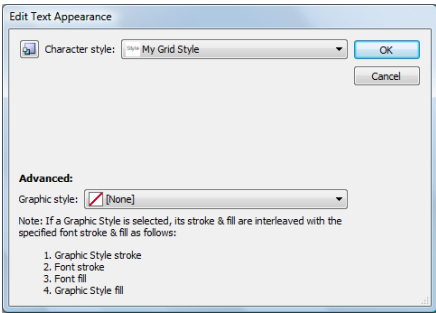 Edit Text Appearance
Character style: Style My Grid Style
OK
Cancel
Advanced:
Graphic style: [None]
Note: If a Graphic Style is selected, its stroke & fill are interleaved with the
specified font stroke & fill as follows:
1. Graphic Style stroke
2. Font stroke
3. Font fill
4. Graphic Style fill